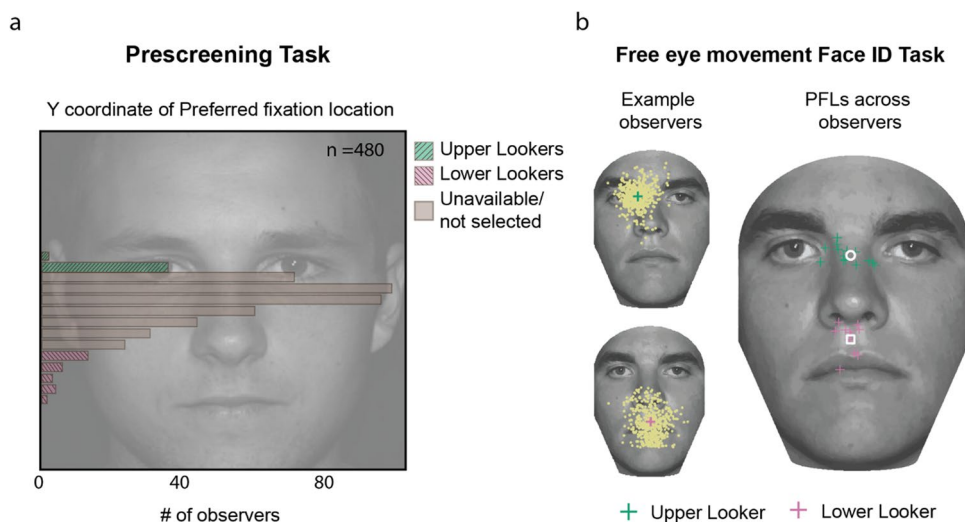 a
Prescreening Task
Y coordinate of Preferred fixation location
n =480
Upper Lookers
Lower Lookers
Unavailable/
not selected
0
40
80
# of observers
b
Free eye movement Face ID Task
Example
observers
PFLs across
observers
Upper Looker
Lower Looker